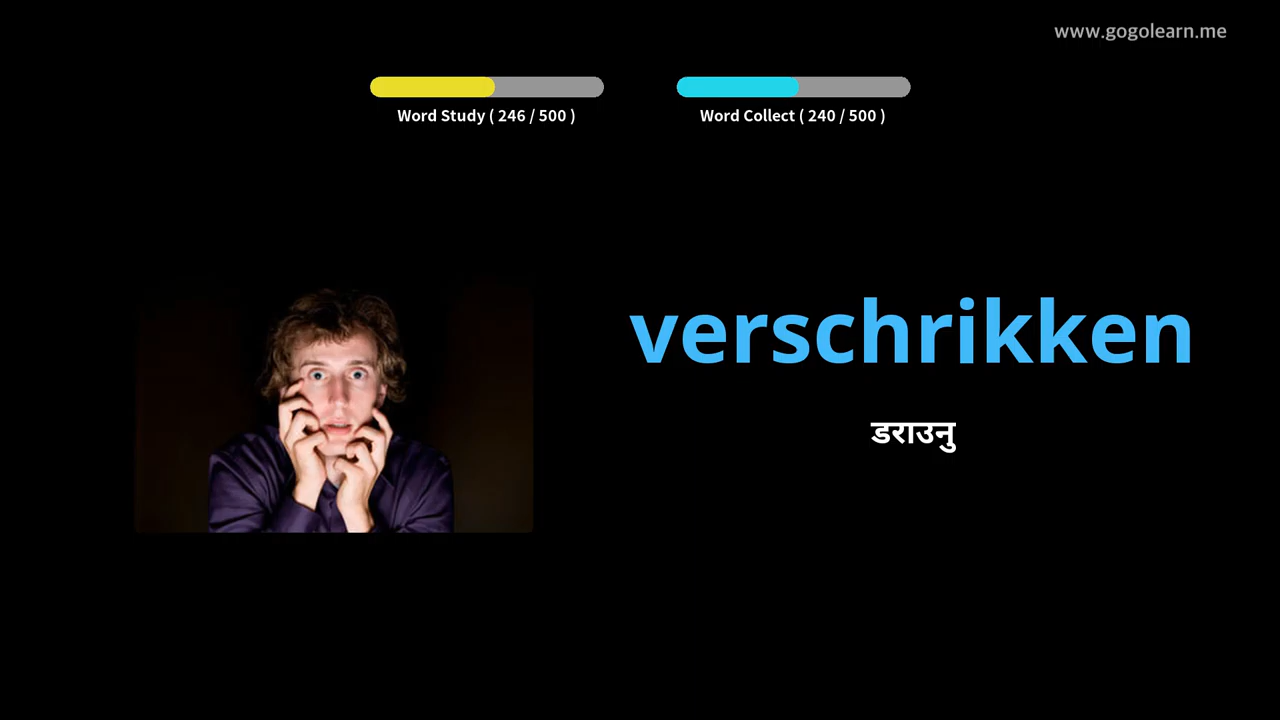 www.gogolearn.me
Word Study ( 246 / 500 )
Word Collect ( 240 / 500 )
verschrikken
डराउनु